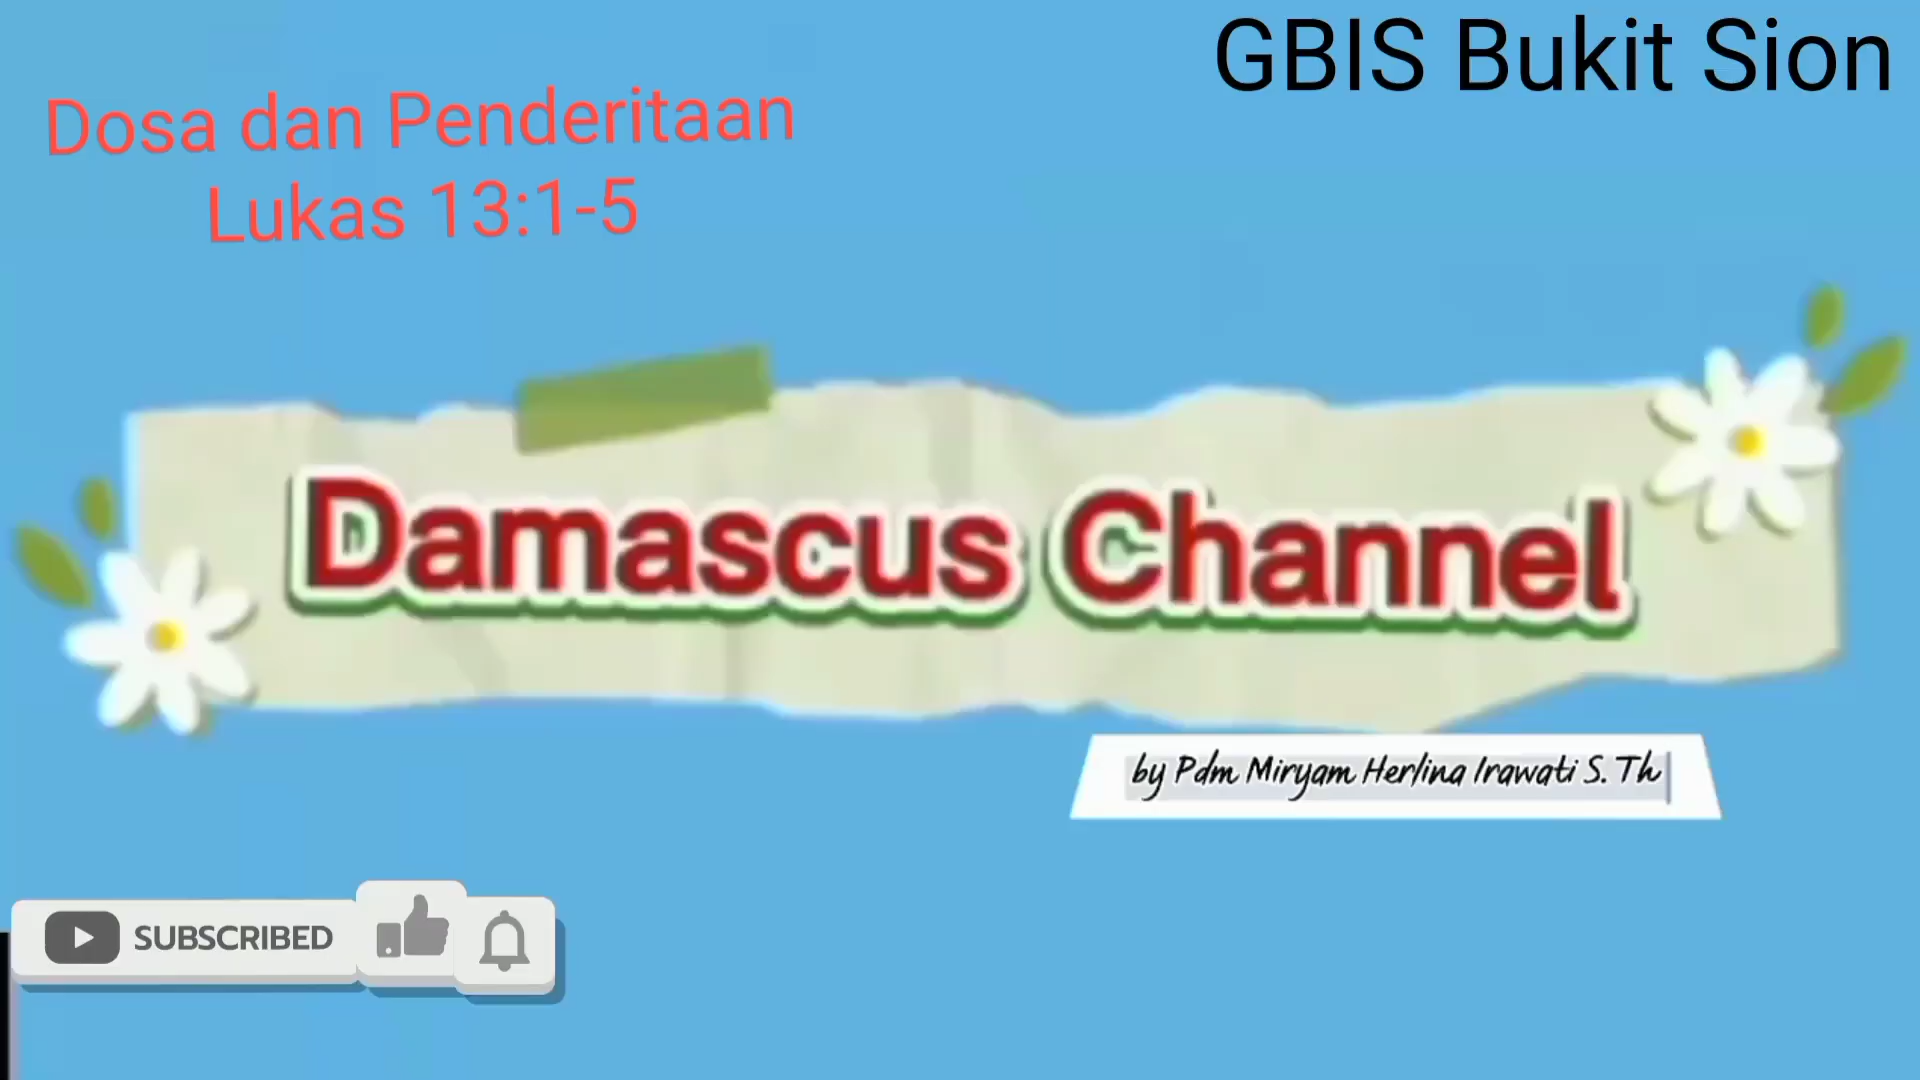 GBIS Bukit Sion
Dosa dan Penderitaan
Lukas 13:1-5
Damascus Channel
by Pdm Miryam Herlina Irawati S. Th
SUBSCRIBED